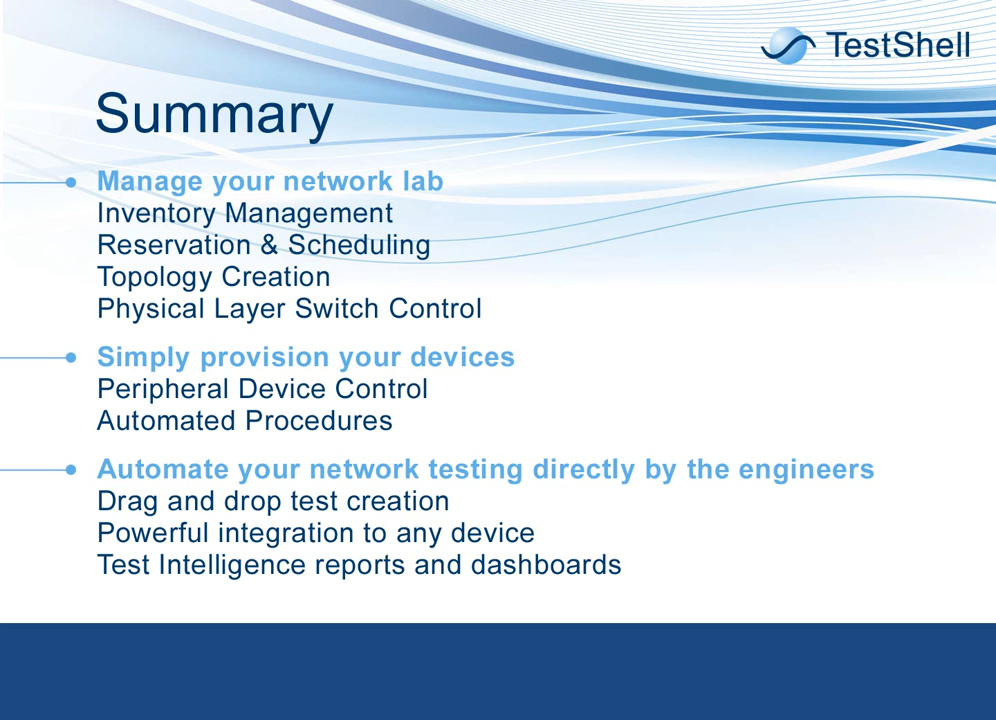 TestShell
Summary
Manage your network lab
Inventory Management
Reservation & Scheduling
Topology Creation
Physical Layer Switch Control
Simply provision your devices
Peripheral Device Control
Automated Procedures
Automate your network testing directly by the engineers
Drag and drop test creation
Powerful integration to any device
Test Intelligence reports and dashboards